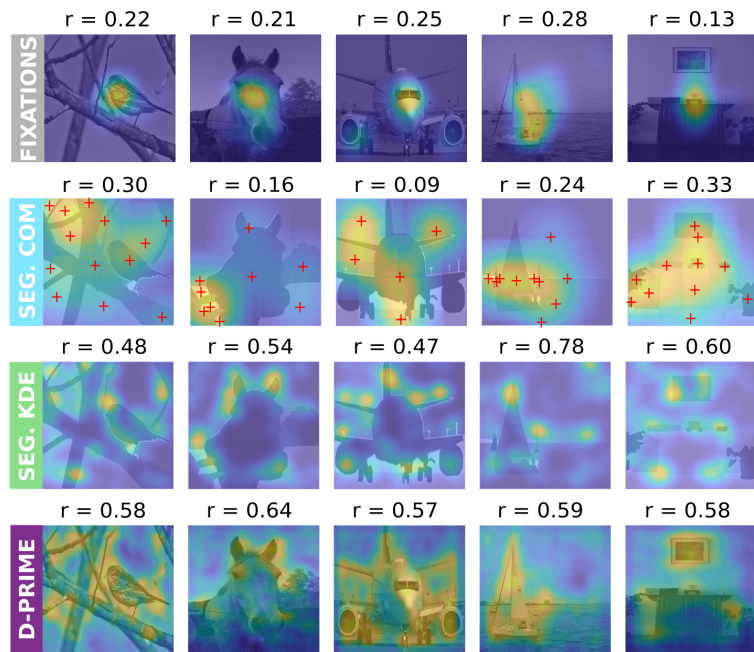 r = 0.22 r = 0.21 r = 0.25 r = 0.28 r = 0.13
FIXATIONS
r = 0.30 r = 0.16 r = 0.09 r = 0.24 r = 0.33
SEG. COM
r = 0.48 r = 0.54 r = 0.47 r = 0.78 r = 0.60
SEG. KDE
r = 0.58 r = 0.64 r = 0.57 r = 0.59 r = 0.58
D-PRIME